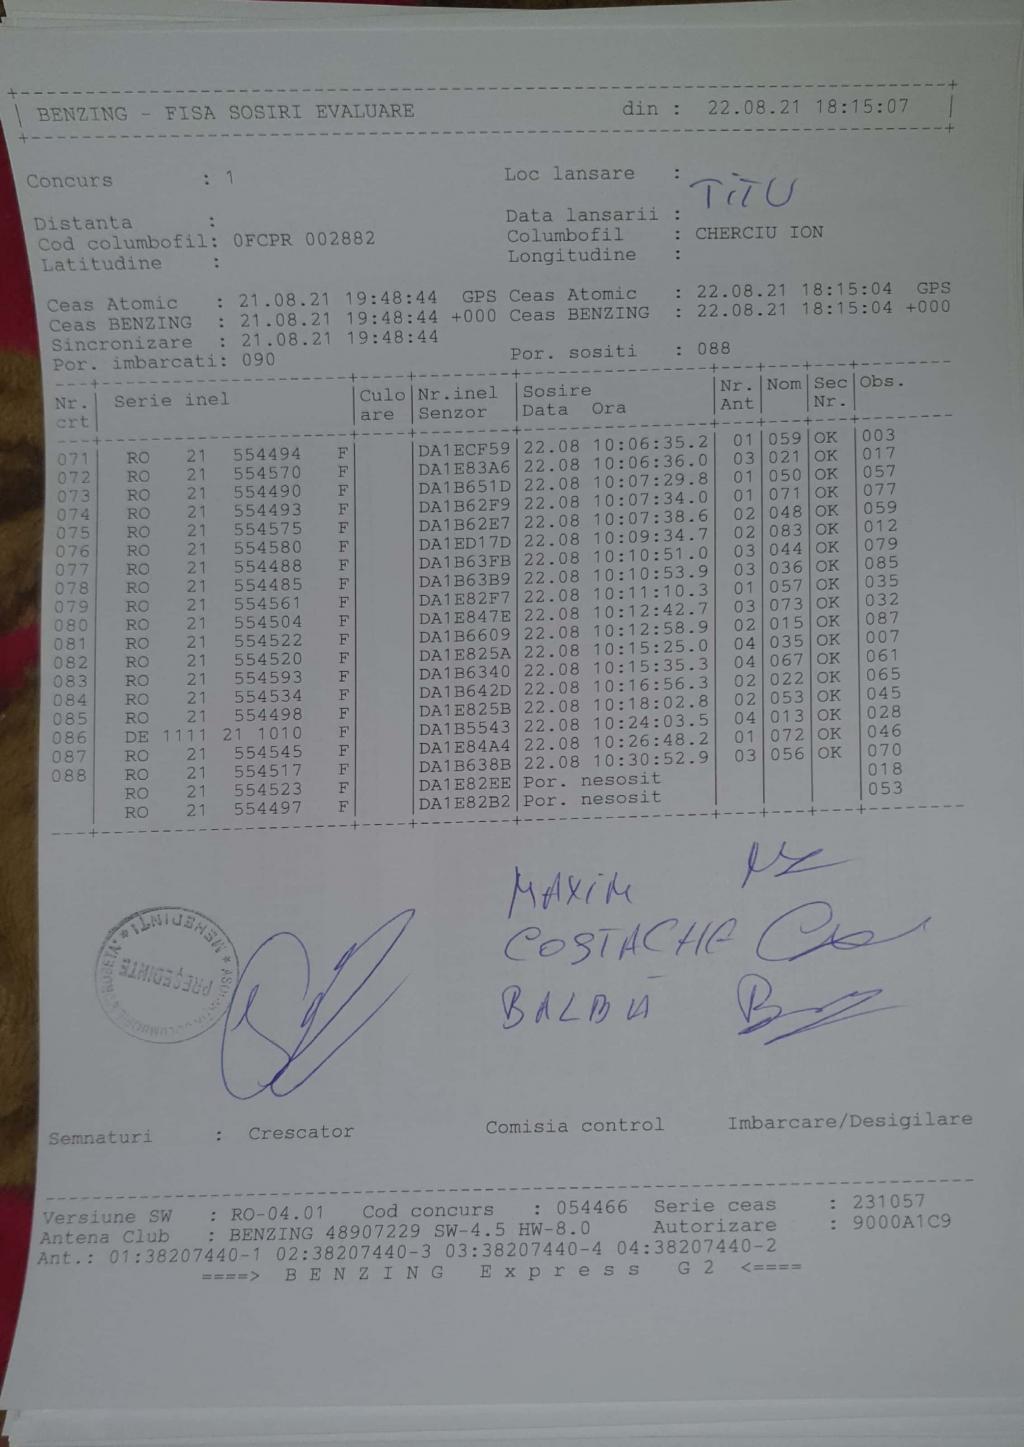 BENZING - FISA SOSIRI EVALUARE din : 22.08.21 18:15:07
Concurs : 1 Loc lansare : TiTU
Distanta : Data lansarii :
Cod columbofil: 0FCPR 002882 Columbofil : CHERCIU ION
Latitudine : Longitudine :
Ceas Atomic : 21.08.21 19:48:44 GPS Ceas Atomic : 22.08.21 18:15:04 GPS
Ceas BENZING : 21.08.21 19:48:44 +000 Ceas BENZING : 22.08.21 18:15:04 +000
Sincronizare : 21.08.21 19:48:44
Por. imbarcati: 090 Por. sositi : 088
Nr. Serie inel Culo Nr.inel Sosire Nr. Nom Sec Obs.
crt are Senzor Data Ora Ant Nr.
071 RO 21 554494 F DA1ECF59 22.08 10:06:35.2 01 059 OK 003
072 RO 21 554570 F DA1E83A6 22.08 10:06:36.0 03 021 OK 017
073 RO 21 554490 F DA1B651D 22.08 10:07:29.8 01 050 OK 057
074 RO 21 554493 F DA1B62F9 22.08 10:07:34.0 01 071 OK 077
075 RO 21 554575 F DA1B62E7 22.08 10:07:38.6 02 048 OK 059
076 RO 21 554580 F DA1ED17D 22.08 10:09:34.7 02 083 OK 012
077 RO 21 554488 F DA1B63FB 22.08 10:10:51.0 03 044 OK 079
078 RO 21 554485 F DA1B63B9 22.08 10:10:53.9 03 036 OK 085
079 RO 21 554561 F DA1E82F7 22.08 10:11:10.3 01 057 OK 035
080 RO 21 554504 F DA1E847E 22.08 10:12:42.7 03 073 OK 032
081 RO 21 554522 F DA1B6609 22.08 10:12:58.9 02 015 OK 087
082 RO 21 554520 F DA1E825A 22.08 10:15:25.0 04 035 OK 007
083 RO 21 554593 F DA1B6340 22.08 10:15:35.3 04 067 OK 061
084 RO 21 554534 F DA1B642D 22.08 10:16:56.3 02 022 OK 065
085 RO 21 554498 F DA1E825B 22.08 10:18:02.8 02 053 OK 045
086 DE 1111 21 1010 F DA1B5543 22.08 10:24:03.5 04 013 OK 028
087 RO 21 554545 F DA1E84A4 22.08 10:26:48.2 01 072 OK 046
088 RO 21 554517 F DA1B638B 22.08 10:30:52.9 03 056 OK 070
RO 21 554523 F DA1E82EE Por. nesosit 018
RO 21 554497 F DA1E82B2 Por. nesosit 053
MAXiM
COSTACHE
BALBĂ
MEHEDINTI
PREŞEDINTE
Semnaturi : Crescator Comisia control Imbarcare/Desigilare
Versiune SW : RO-04.01 Cod concurs : 054466 Serie ceas : 231057
Antena Club : BENZING 48907229 SW-4.5 HW-8.0 Autorizare : 9000A1C9
Ant.: 01:38207440-1 02:38207440-3 03:38207440-4 04:38207440-2
====> B E N Z I N G E x p r e s s G 2 <====